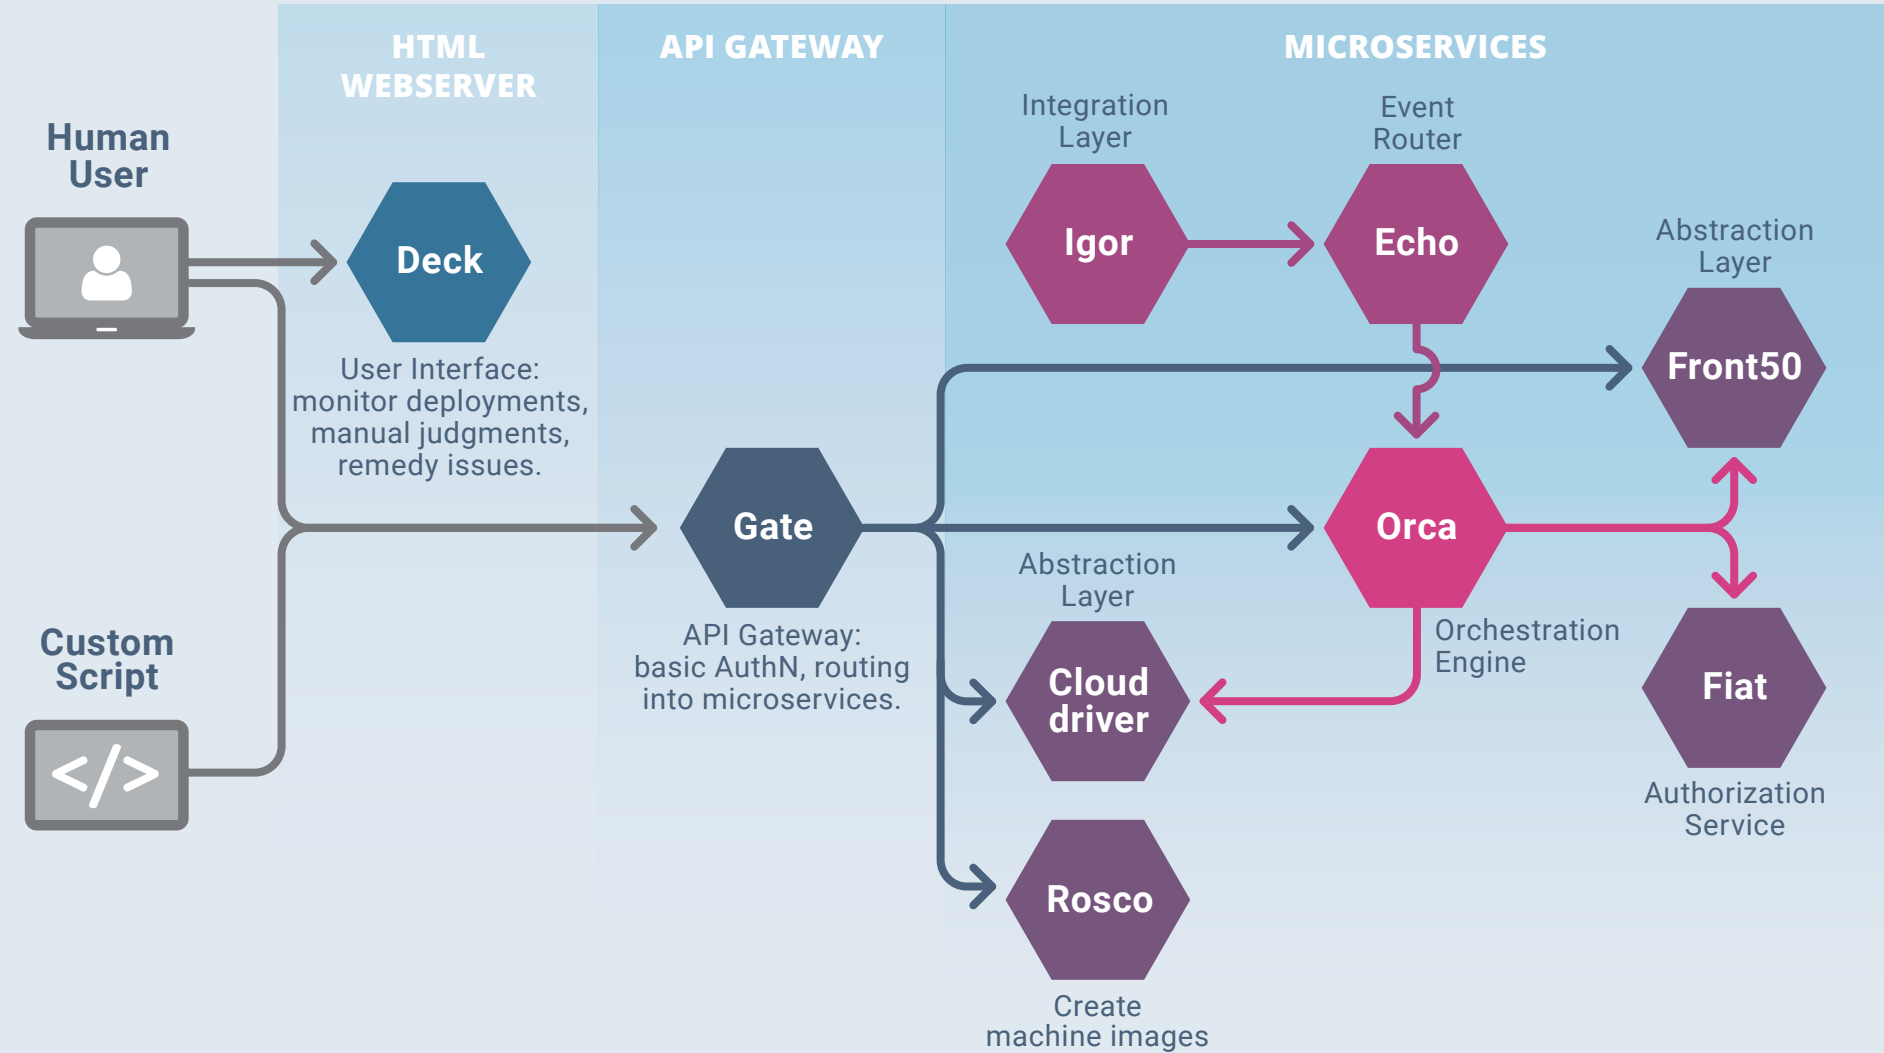 HTML
WEBSERVER
API GATEWAY
MICROSERVICES
Human
User
Deck
User Interface:
monitor deployments,
manual judgments,
remedy issues.
Custom
Script
</>
Gate
API Gateway:
basic AuthN, routing
into microservices.
Integration
Layer
Igor
Event
Router
Echo
Abstraction
Layer
Front50
Orca
Orchestration
Engine
Abstraction
Layer
Cloud
driver
Fiat
Authorization
Service
Rosco
Create
machine images